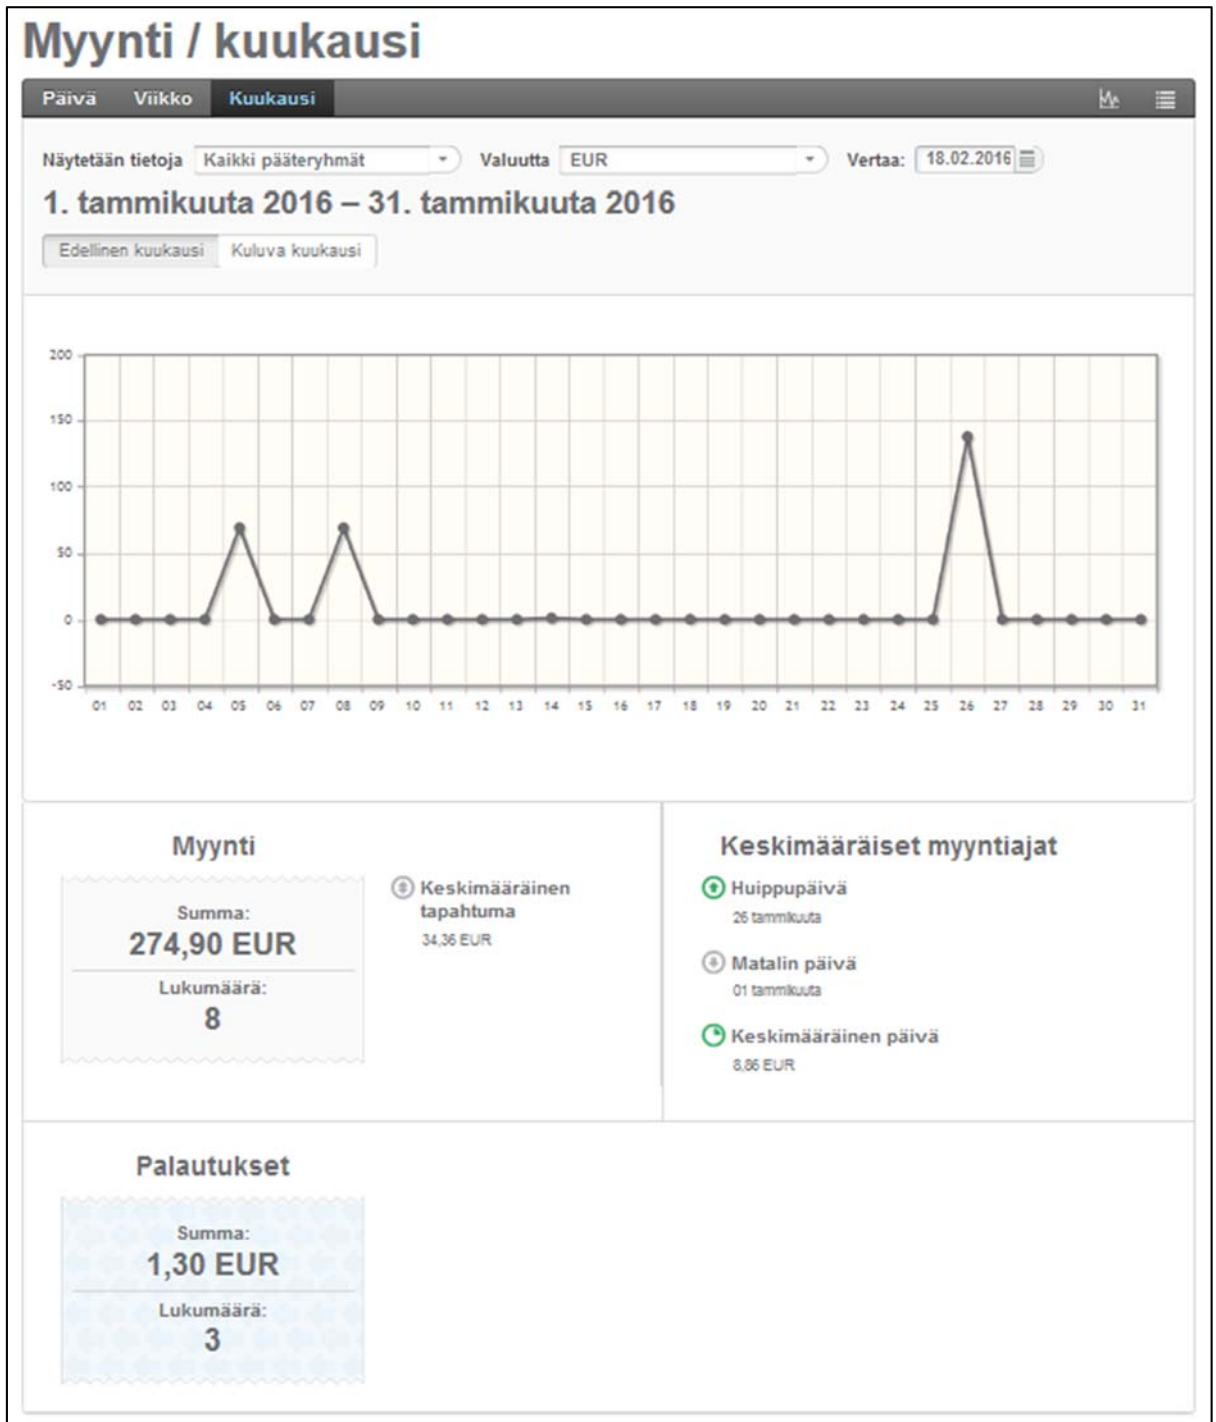 Myynti / kuukausi
Päivä Viikko Kuukausi
Näytetään tietoja Kaikki pääteryhmät Valuutta EUR Vertaa: 18.02.2016
1. tammikuuta 2016 – 31. tammikuuta 2016
Edellinen kuukausi Kuluva kuukausi
200
150
100
50
0
-50
01 02 03 04 05 06 07 08 09 10 11 12 13 14 15 16 17 18 19 20 21 22 23 24 25 26 27 28 29 30 31
Myynti
Summa:
274,90 EUR
Lukumäärä:
8
Keskimääräinen
tapahtuma
34,36 EUR
Keskimääräiset myyntiajat
Huippupäivä
26 tammikuuta
Matalin päivä
01 tammikuuta
Keskimääräinen päivä
8,86 EUR
Palautukset
Summa:
1,30 EUR
Lukumäärä:
3